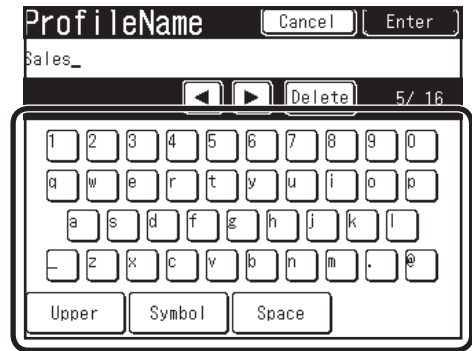 ProfileName Cancel Enter
Sales_
◀ ▶ Delete 5/ 16
1 2 3 4 5 6 7 8 9 0
q w e r t y u i o p
a s d f g h j k l
_ z x c v b n m . @
Upper Symbol Space